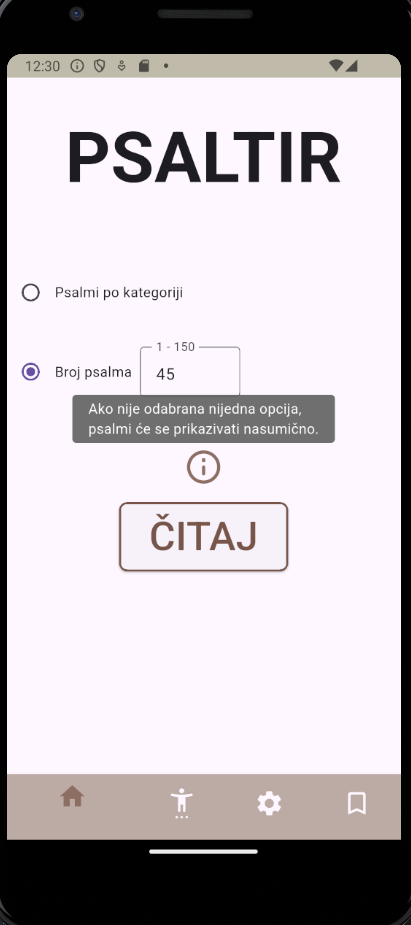 12:30
PSALTIR
Psalmi po kategoriji
1 - 150
Broj psalma 45
Ako nije odabrana nijedna opcija,
psalmi će se prikazivati nasumično.
ČITAJ